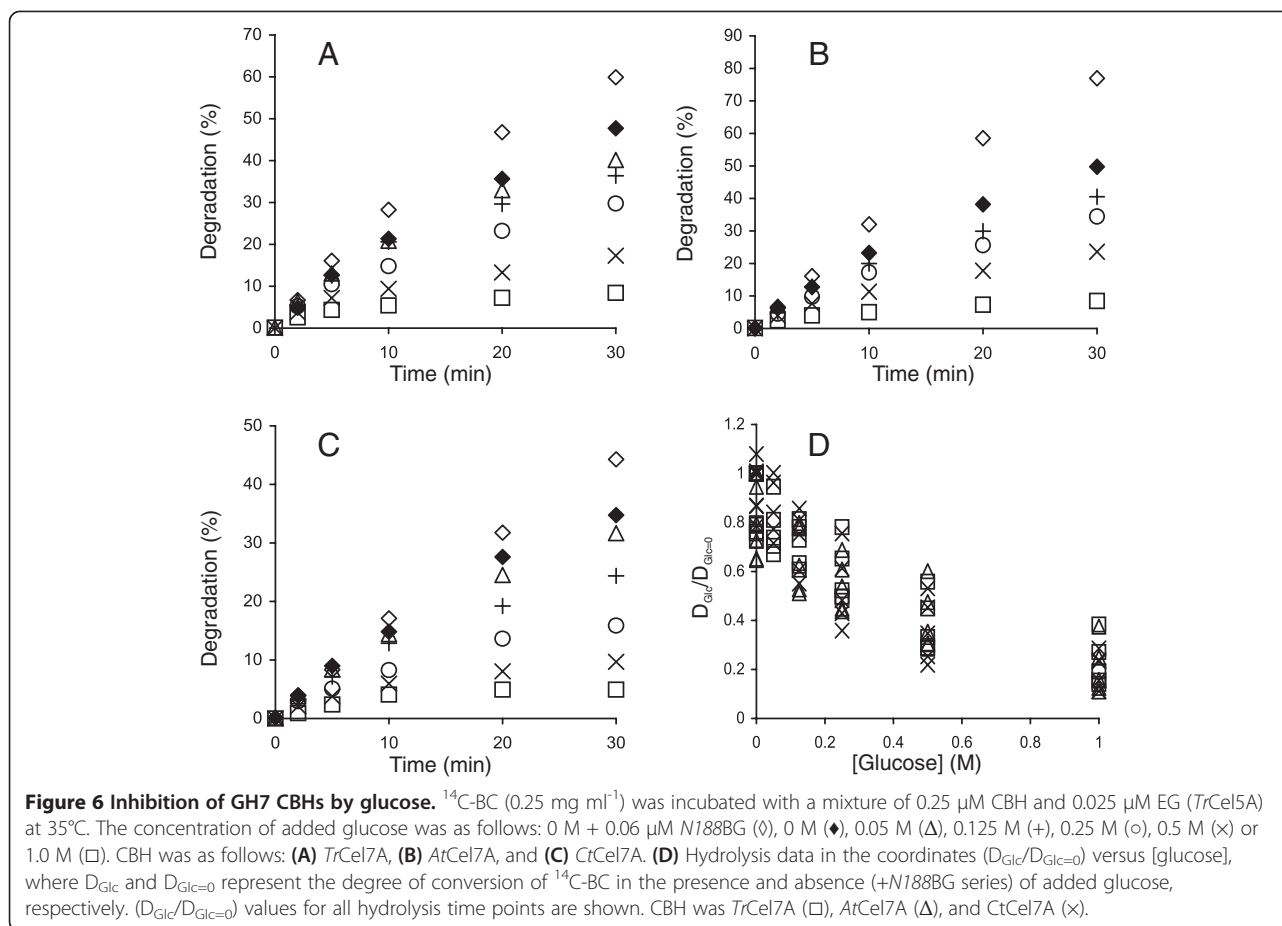 A
Degradation (%)
70
60
50
40
30
20
10
0
0 10 20 30
Time (min)
B
Degradation (%)
90
80
70
60
50
40
30
20
10
0
0 10 20 30
Time (min)
C
Degradation (%)
50
40
30
20
10
0
0 10 20 30
Time (min)
D
D_Glc/D_Glc=0
1.2
1
0.8
0.6
0.4
0.2
0
0 0.2 0.4 0.6 0.8 1
[Glucose] (M)
Figure 6 Inhibition of GH7 CBHs by glucose. ¹⁴C-BC (0.25 mg ml⁻¹) was incubated with a mixture of 0.25 μM CBH and 0.025 μM EG (TrCel5A)
at 35°C. The concentration of added glucose was as follows: 0 M + 0.06 μM N188BG (◊), 0 M (♦), 0.05 M (Δ), 0.125 M (+), 0.25 M (○), 0.5 M (×) or
1.0 M (□). CBH was as follows: (A) TrCel7A, (B) AtCel7A, and (C) CtCel7A. (D) Hydrolysis data in the coordinates (D_Glc/D_Glc=0) versus [glucose],
where D_Glc and D_Glc=0 represent the degree of conversion of ¹⁴C-BC in the presence and absence (+N188BG series) of added glucose,
respectively. (D_Glc/D_Glc=0) values for all hydrolysis time points are shown. CBH was TrCel7A (□), AtCel7A (Δ), and CtCel7A (×).